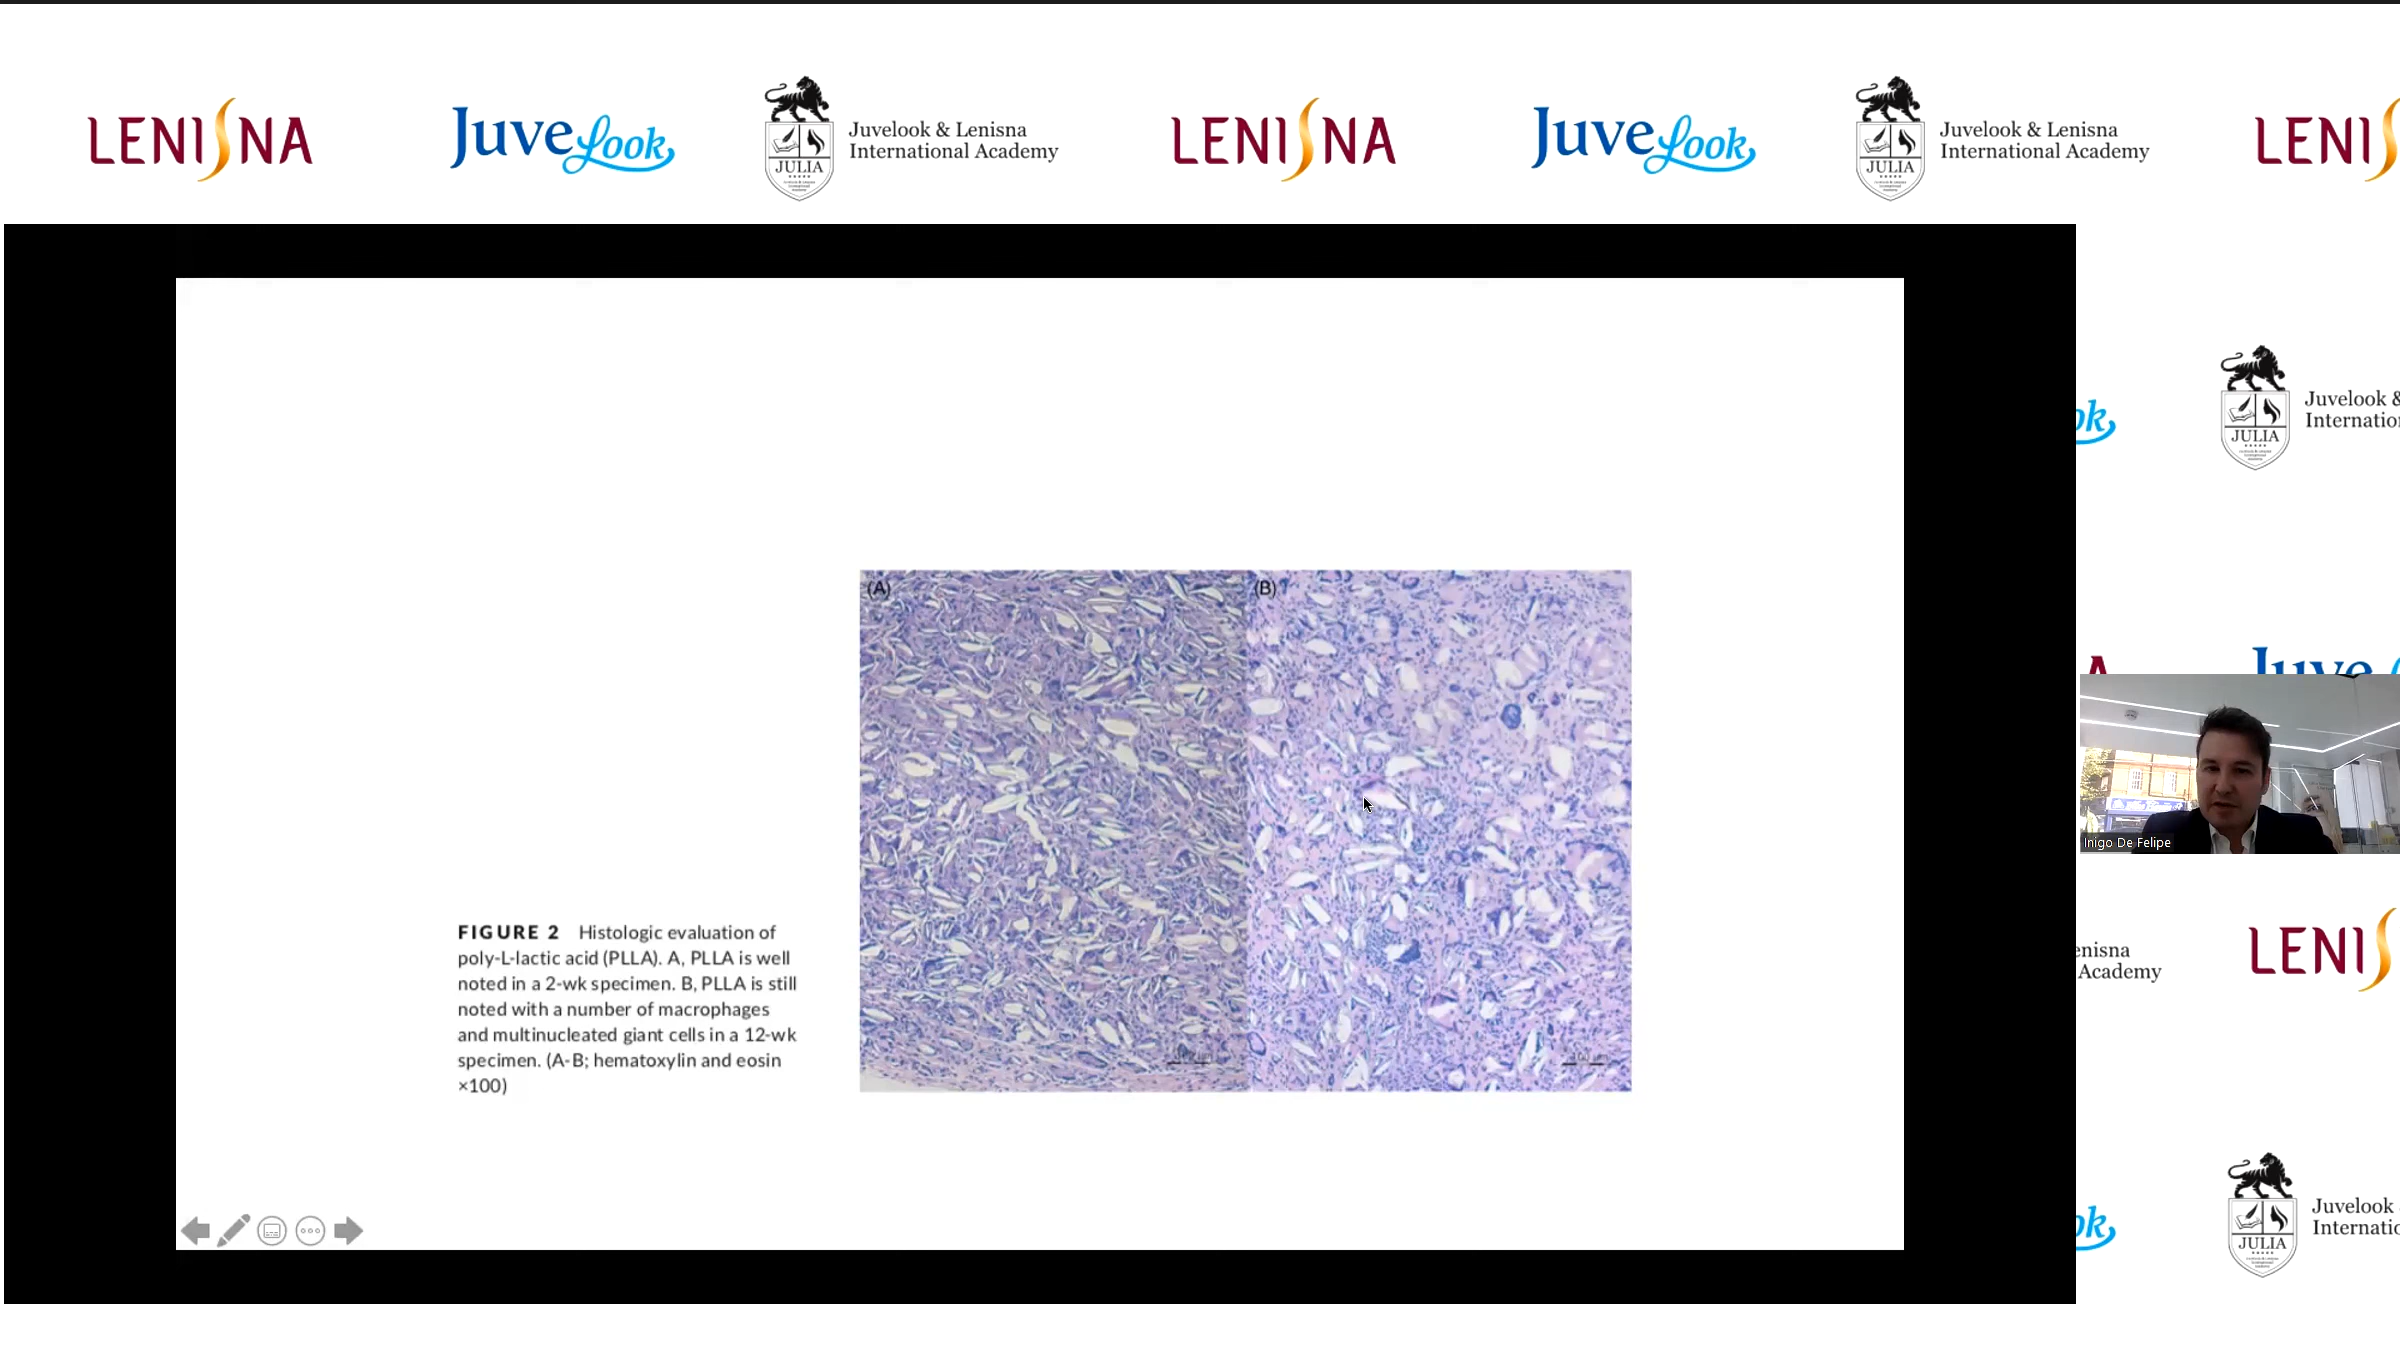 LENISNA
JuveLook
JULIA
Juvelook & Lenisna
International Academy
LENISNA
JuveLook
JULIA
Juvelook & Lenisna
International Academy
LENIS
ok
JULIA
Juvelook &
Internation
(A)
(B)
A
Juve
Inigo De Felipe
FIGURE 2 Histologic evaluation of
poly-L-lactic acid (PLLA). A, PLLA is well
noted in a 2-wk specimen. B, PLLA is still
noted with a number of macrophages
and multinucleated giant cells in a 12-wk
specimen. (A-B; hematoxylin and eosin
×100)
enisna
Academy
LENIS
ok
JULIA
Juvelook
Internatio